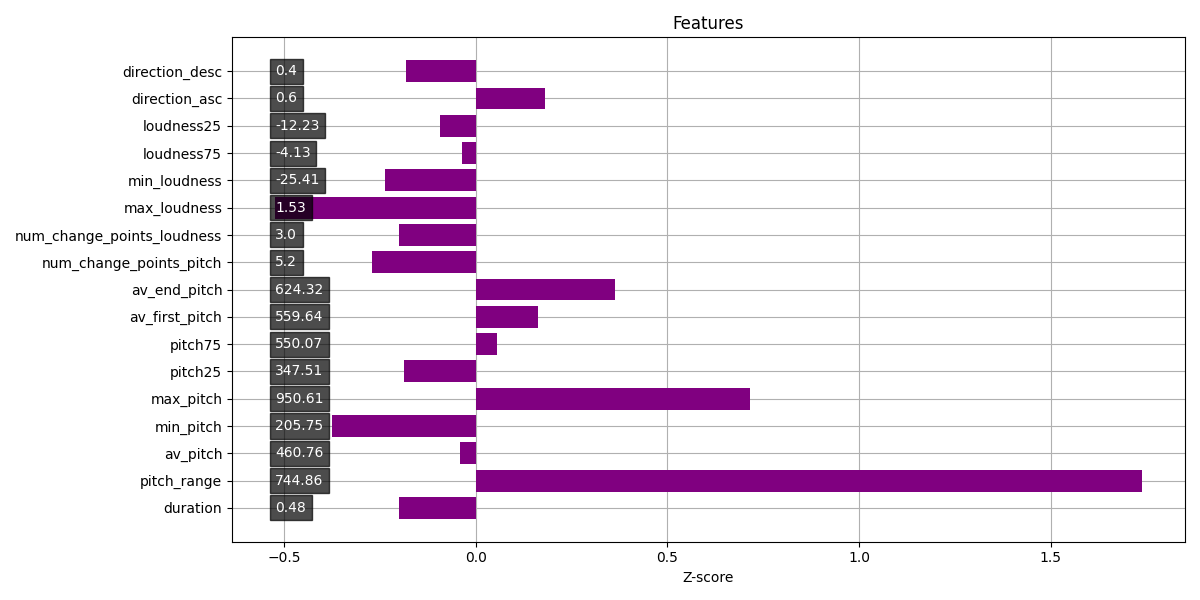 Features
direction_desc 0.4
direction_asc 0.6
loudness25 -12.23
loudness75 -4.13
min_loudness -25.41
max_loudness 1.53
num_change_points_loudness 3.0
num_change_points_pitch 5.2
av_end_pitch 624.32
av_first_pitch 559.64
pitch75 550.07
pitch25 347.51
max_pitch 950.61
min_pitch 205.75
av_pitch 460.76
pitch_range 744.86
duration 0.48
−0.5 0.0 0.5 1.0 1.5
Z-score